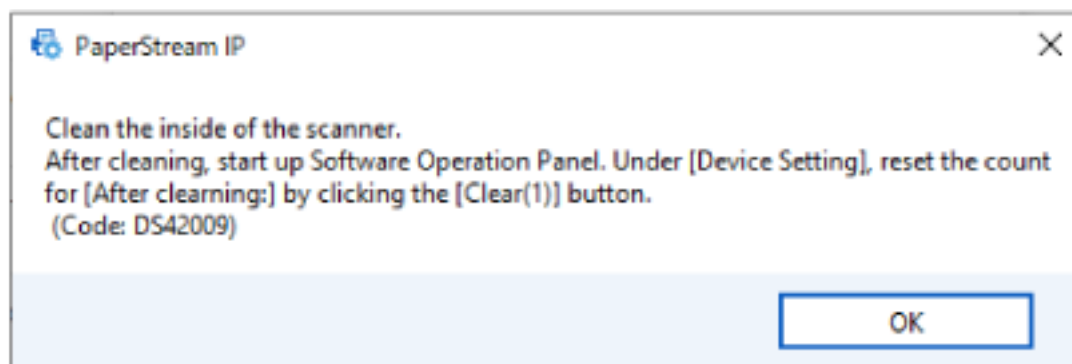 PaperStream IP
Clean the inside of the scanner.
After cleaning, start up Software Operation Panel. Under [Device Setting], reset the count
for [After clearning:] by clicking the [Clear(1)] button.
(Code: DS42009)
OK